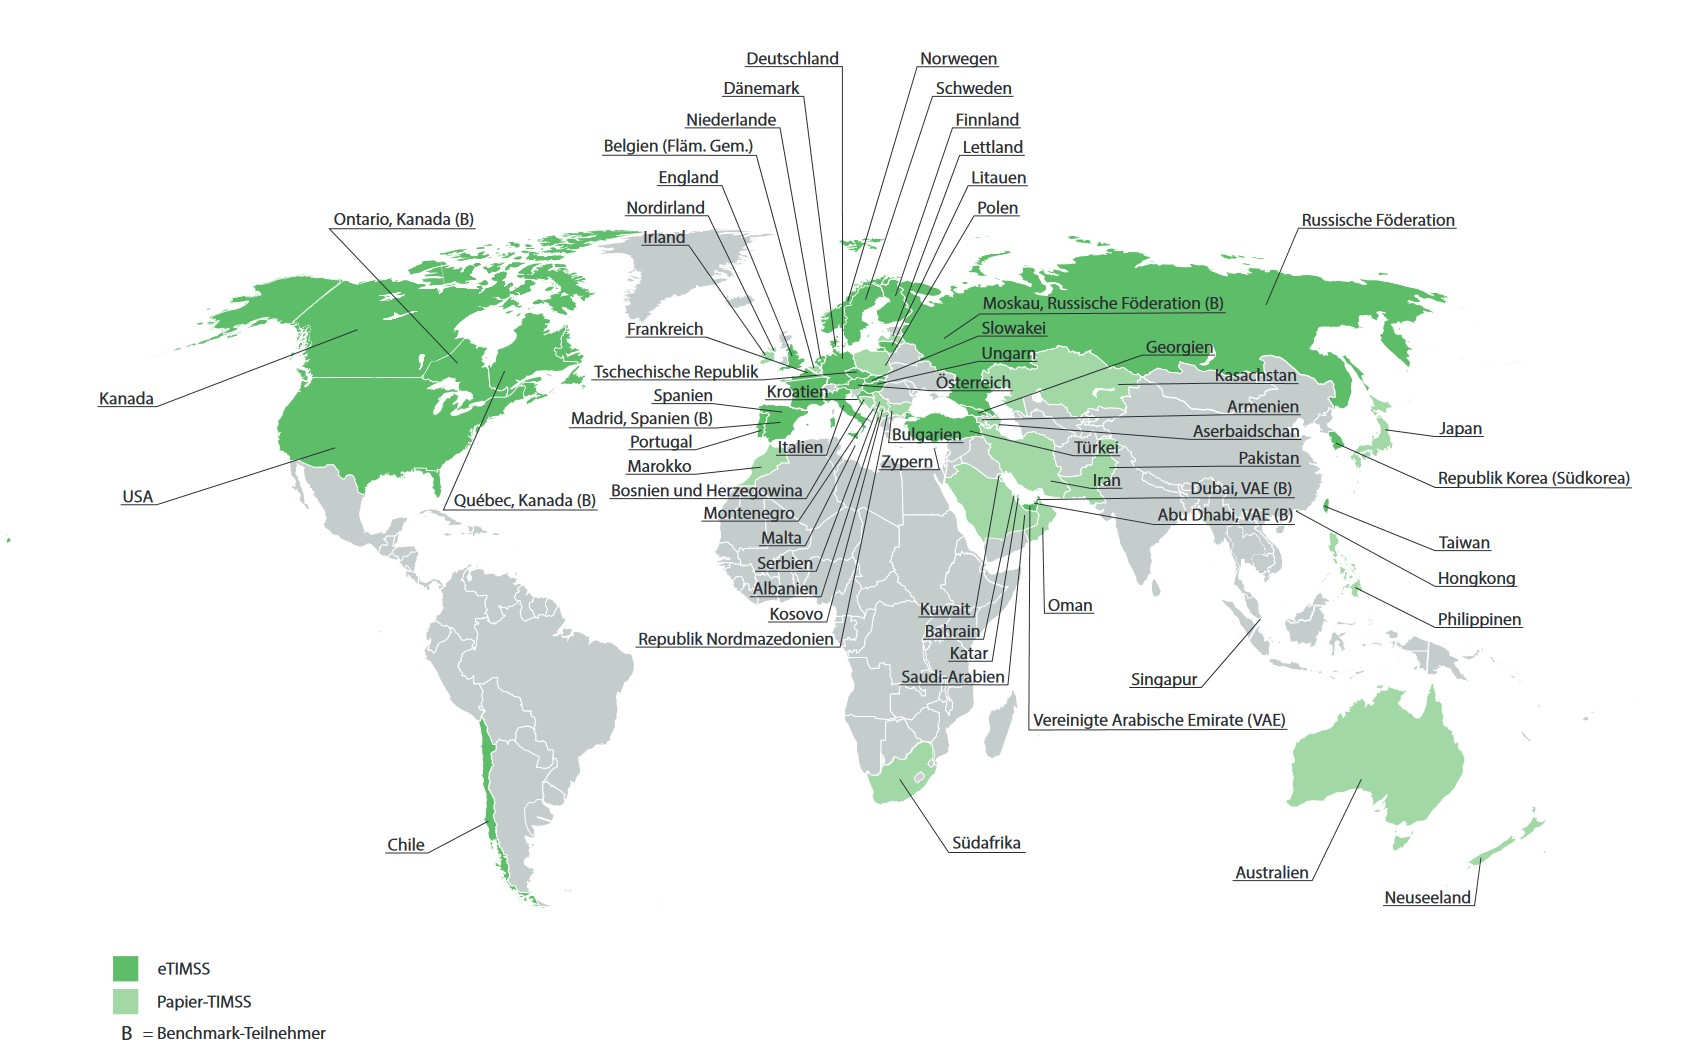 Deutschland
Norwegen
Dänemark
Schweden
Niederlande
Finnland
Belgien (Fläm. Gem.)
Lettland
England
Litauen
Nordirland
Polen
Ontario, Kanada (B)
Russische Föderation
Irland
Moskau, Russische Föderation (B)
Frankreich
Slowakei
Ungarn
Georgien
Tschechische Republik
Kasachstan
Österreich
Kroatien
Spanien
Kanada
Armenien
Madrid, Spanien (B)
Japan
Aserbaidschan
Bulgarien
Portugal
Italien
Türkei
Pakistan
Zypern
Marokko
Republik Korea (Südkorea)
Iran
Dubai, VAE (B)
Bosnien und Herzegowina
USA
Québec, Kanada (B)
Montenegro
Abu Dhabi, VAE (B)
Malta
Taiwan
Serbien
Hongkong
Albanien
Oman
Kuwait
Kosovo
Philippinen
Bahrain
Republik Nordmazedonien
Katar
Saudi-Arabien
Singapur
Vereinigte Arabische Emirate (VAE)
Südafrika
Chile
Australien
Neuseeland
eTIMSS
Papier-TIMSS
B = Benchmark-Teilnehmer